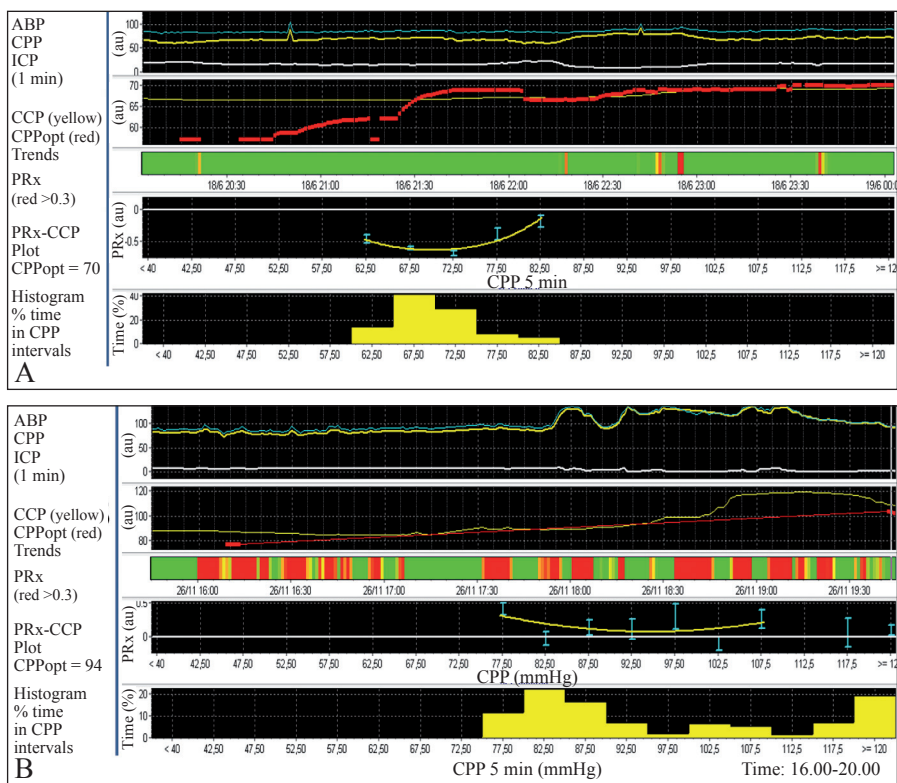 ABP
CPP
ICP
(1 min)
CCP (yellow)
CPPopt (red)
Trends
PRx
(red >0.3)
PRx-CCP
Plot
CPPopt = 70
Histogram
% time
in CPP
intervals
A
100
50
0
(au)
70
65
60
(au)
18/6 20:30 18/6 21:00 18/6 21:30 18/6 22:00 18/6 22:30 18/6 23:00 18/6 23:30 19/6 00:0
0
-0.5
PRx (au)
< 40 42,50 47,50 52,50 57,50 62,50 67,50 72,50 77,50 82,50 87,50 92,50 97,50 102,5 107,5 112,5 117,5 >= 120
CPP 5 min
40
20
0
Time (%)
< 40 42,50 47,50 52,50 57,50 62,50 67,50 72,50 77,50 82,50 87,50 92,50 97,50 102,5 107,5 112,5 117,5 >= 120
ABP
CPP
ICP
(1 min)
CCP (yellow)
CPPopt (red)
Trends
PRx
(red >0.3)
PRx-CCP
Plot
CPPopt = 94
Histogram
% time
in CPP
intervals
B
100
50
0
(au)
120
100
80
(au)
26/11 16:00 26/11 16:30 26/11 17:00 26/11 17:30 26/11 18:00 26/11 18:30 26/11 19:00 26/11 19:30
0.5
0
PRx (au)
< 40 42,50 47,50 52,50 57,50 62,50 67,50 72,50 77,50 82,50 87,50 92,50 97,50 102,5 107,5 112,5 117,5 >= 12
CPP (mmHg)
20
10
0
Time (%)
< 40 42,50 47,50 52,50 57,50 62,50 67,50 72,50 77,50 82,50 87,50 92,50 97,50 102,5 107,5 112,5 117,5 >= 120
CPP 5 min (mmHg)
Time: 16.00-20.00